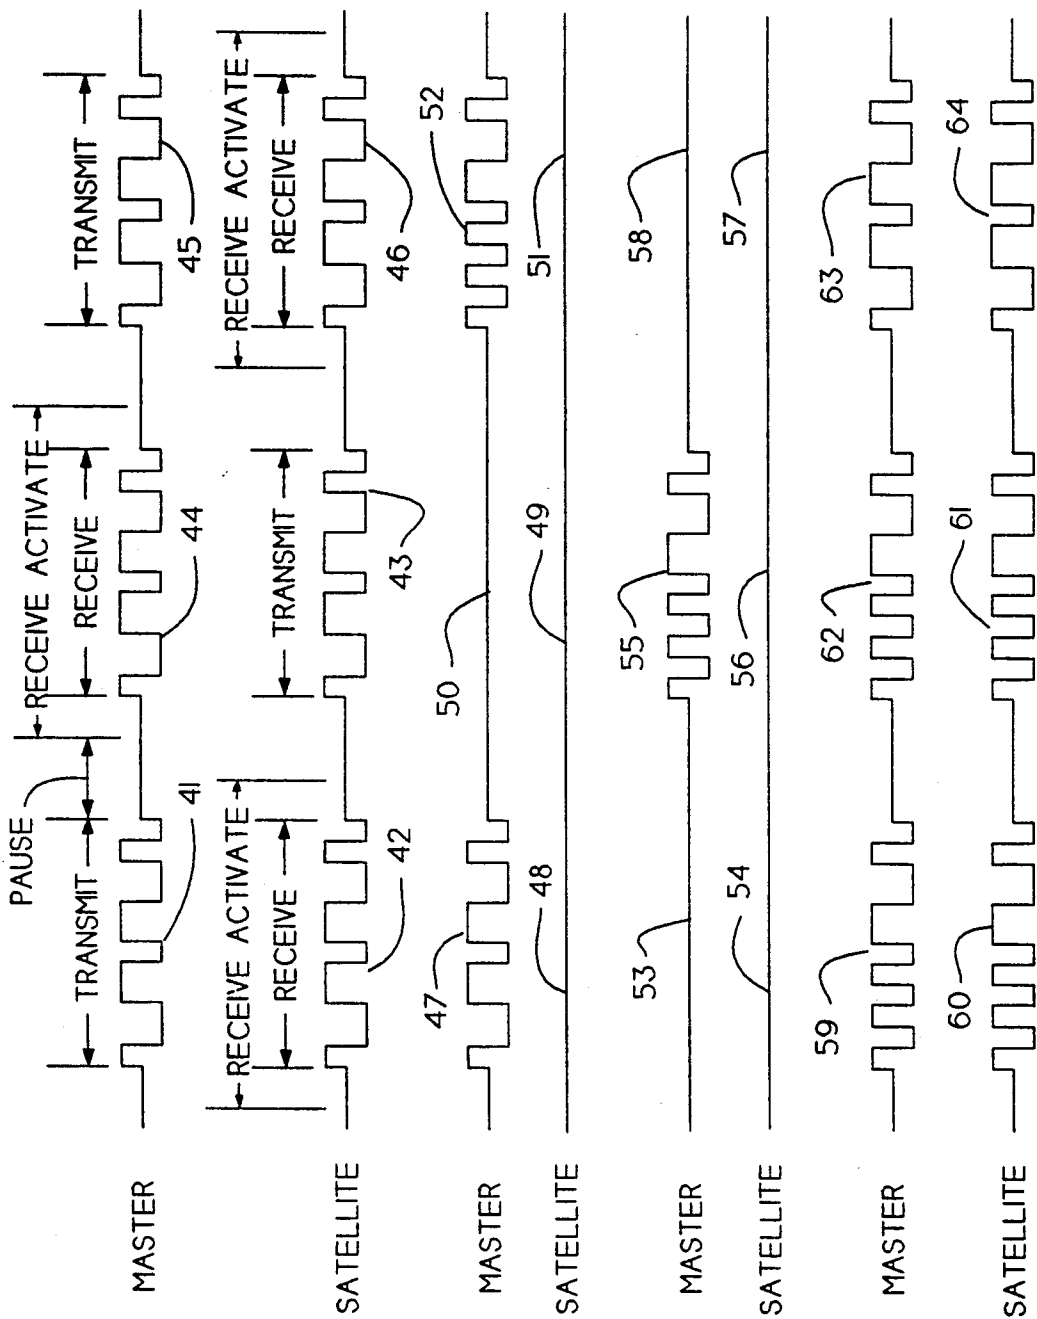 PAUSE
RECEIVE ACTIVATE
TRANSMIT
RECEIVE
TRANSMIT
MASTER
41
44
45
RECEIVE ACTIVATE
RECEIVE ACTIVATE
RECEIVE
TRANSMIT
RECEIVE
SATELLITE
42
43
46
MASTER
47
50
52
SATELLITE
48
49
51
MASTER
53
55
58
SATELLITE
54
56
57
MASTER
59
62
63
SATELLITE
60
61
64